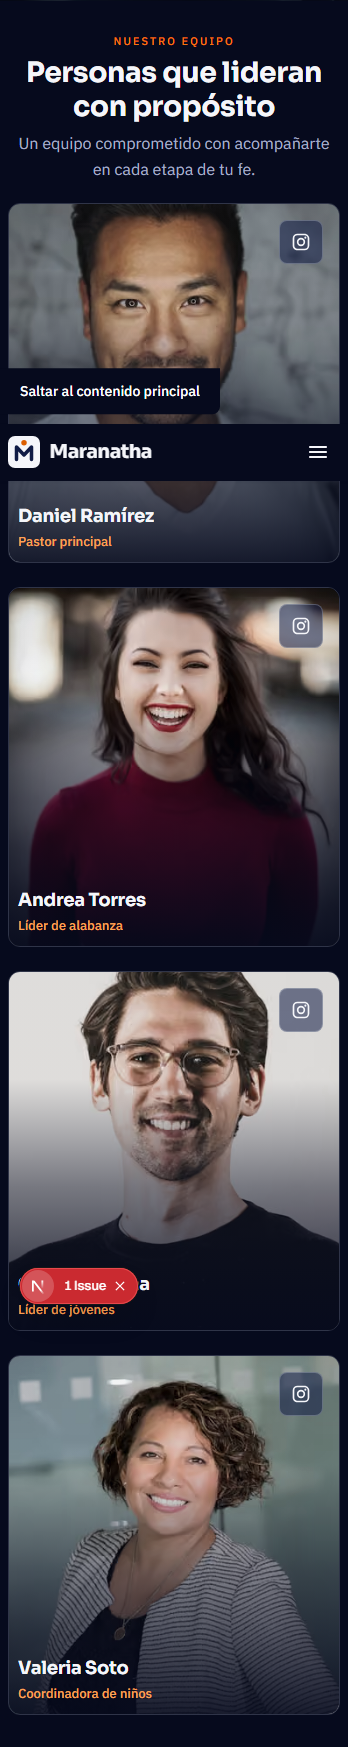 NUESTRO EQUIPO
Personas que lideran
con propósito
Un equipo comprometido con acompañarte
en cada etapa de tu fe.
Saltar al contenido principal
Maranatha
Daniel Ramírez
Pastor principal
Andrea Torres
Líder de alabanza
1 Issue
a
Líder de jóvenes
Valeria Soto
Coordinadora de niños